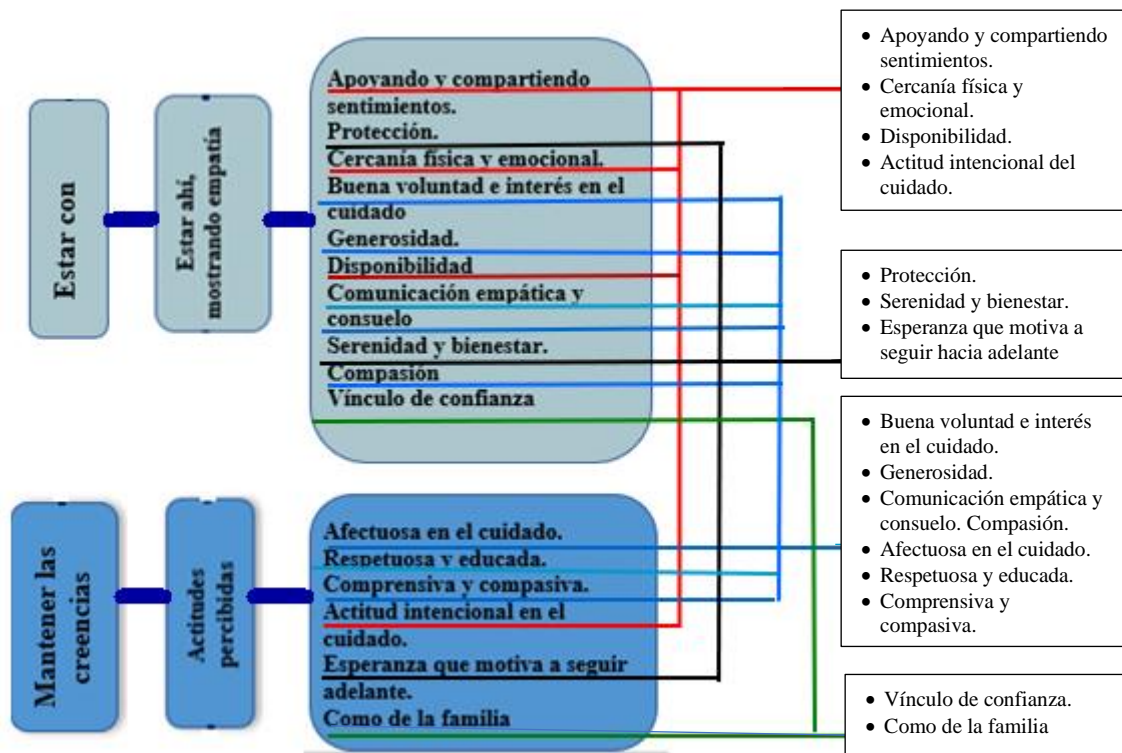 Estar con
Estar ahí,
mostrando empatía
Apoyando y compartiendo
sentimientos.
Protección.
Cercanía física y emocional.
Buena voluntad e interés en el
cuidado
Generosidad.
Disponibilidad
Comunicación empática y
consuelo
Serenidad y bienestar.
Compasión
Vínculo de confianza
Mantener las
creencias
Actitudes
percibidas
Afectuosa en el cuidado.
Respetuosa y educada.
Comprensiva y compasiva.
Actitud intencional en el
cuidado.
Esperanza que motiva a seguir
adelante.
Como de la familia
• Apoyando y compartiendo
sentimientos.
• Cercanía física y
emocional.
• Disponibilidad.
• Actitud intencional del
cuidado.
• Protección.
• Serenidad y bienestar.
• Esperanza que motiva a
seguir hacia adelante
• Buena voluntad e interés
en el cuidado.
• Generosidad.
• Comunicación empática y
consuelo. Compasión.
• Afectuosa en el cuidado.
• Respetuosa y educada.
• Comprensiva y
compasiva.
• Vínculo de confianza.
• Como de la familia